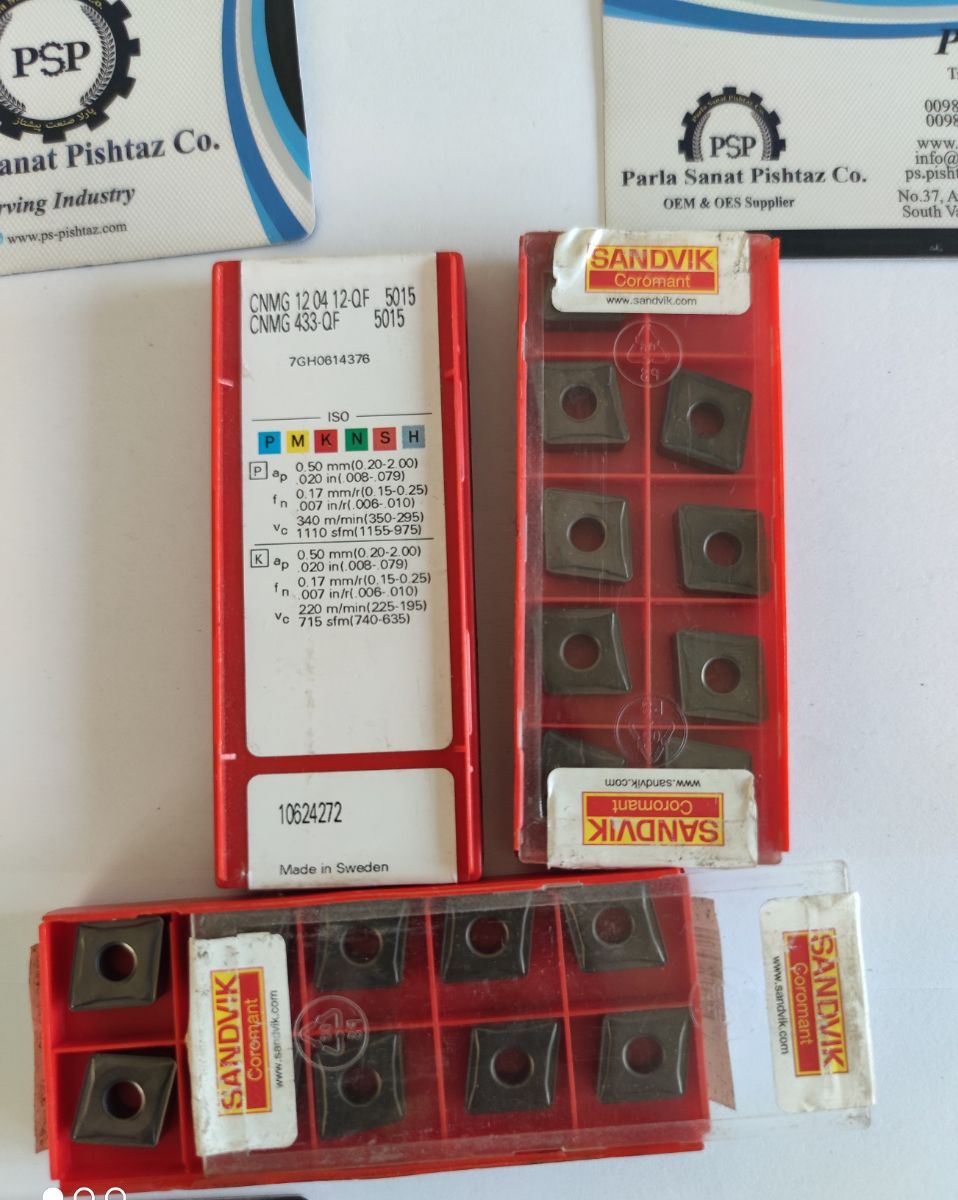 PSP
پارلا صنعت پیشتاز
anat Pishtaz Co.
rving Industry
www.ps-pishtaz.com
Parla Sanat Pishtaz Co.
PSP
Parla Sanat Pishtaz Co.
OEM & OES Supplier
P
0098
0098
www.
info@
ps.pisht
No.37, A
South Va
CNMG 12 04 12-QF 5015
CNMG 433-QF 5015
7GH0614376
ISO
P M K N S H
P ap 0.50 mm(0.20-2.00)
.020 in(.008-.079)
fn 0.17 mm/r(0.15-0.25)
.007 in/r(.006-.010)
vc 340 m/min(350-295)
1110 sfm(1155-975)
K ap 0.50 mm(0.20-2.00)
.020 in(.008-.079)
fn 0.17 mm/r(0.15-0.25)
.007 in/r(.006-.010)
vc 220 m/min(225-195)
715 sfm(740-635)
10624272
Made in Sweden
SANDVIK
Coromant
www.sandvik.com
PS
www.sandvik.com
Coromant
SANDVIK
SANDVIK
Coromant
www.sandvik.com
SANDVIK
Coromant
www.sandvik.com